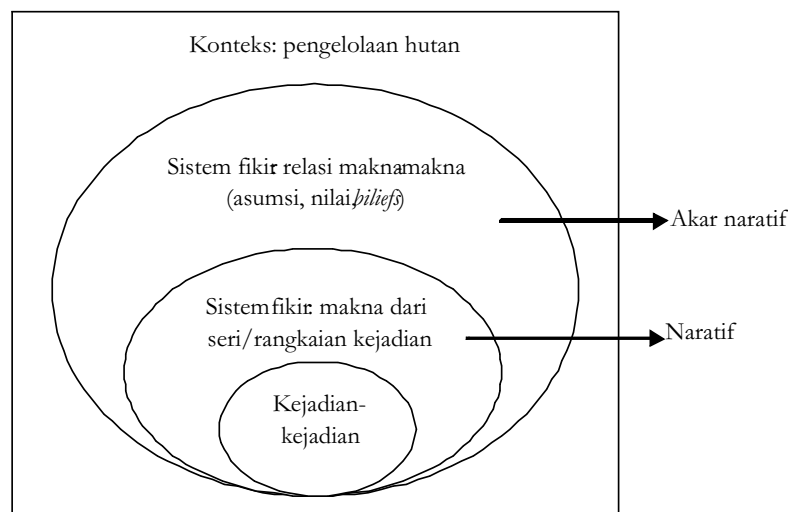 Konteks: pengelolaan hutan
Sistem fikir: relasi maknamakna
(asumsi, nilai,biliefs)
Akar naratif
Sistemfikir: makna dari
seri/rangkaian kejadian
Naratif
Kejadian-
kejadian